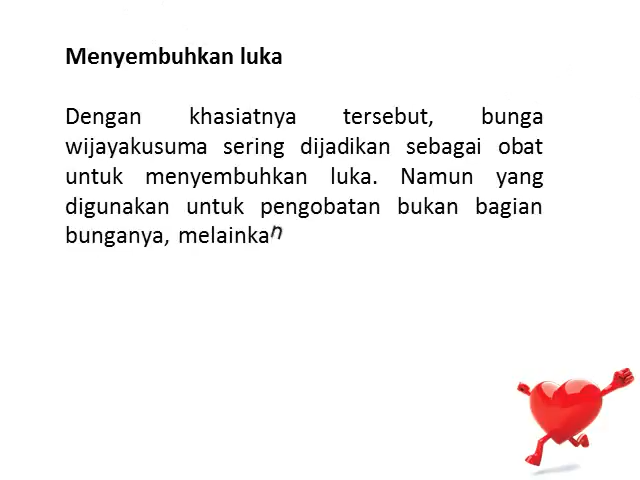 Menyembuhkan luka
Dengan khasiatnya tersebut, bunga
wijayakusuma sering dijadikan sebagai obat
untuk menyembuhkan luka. Namun yang
digunakan untuk pengobatan bukan bagian
bunganya, melainkan